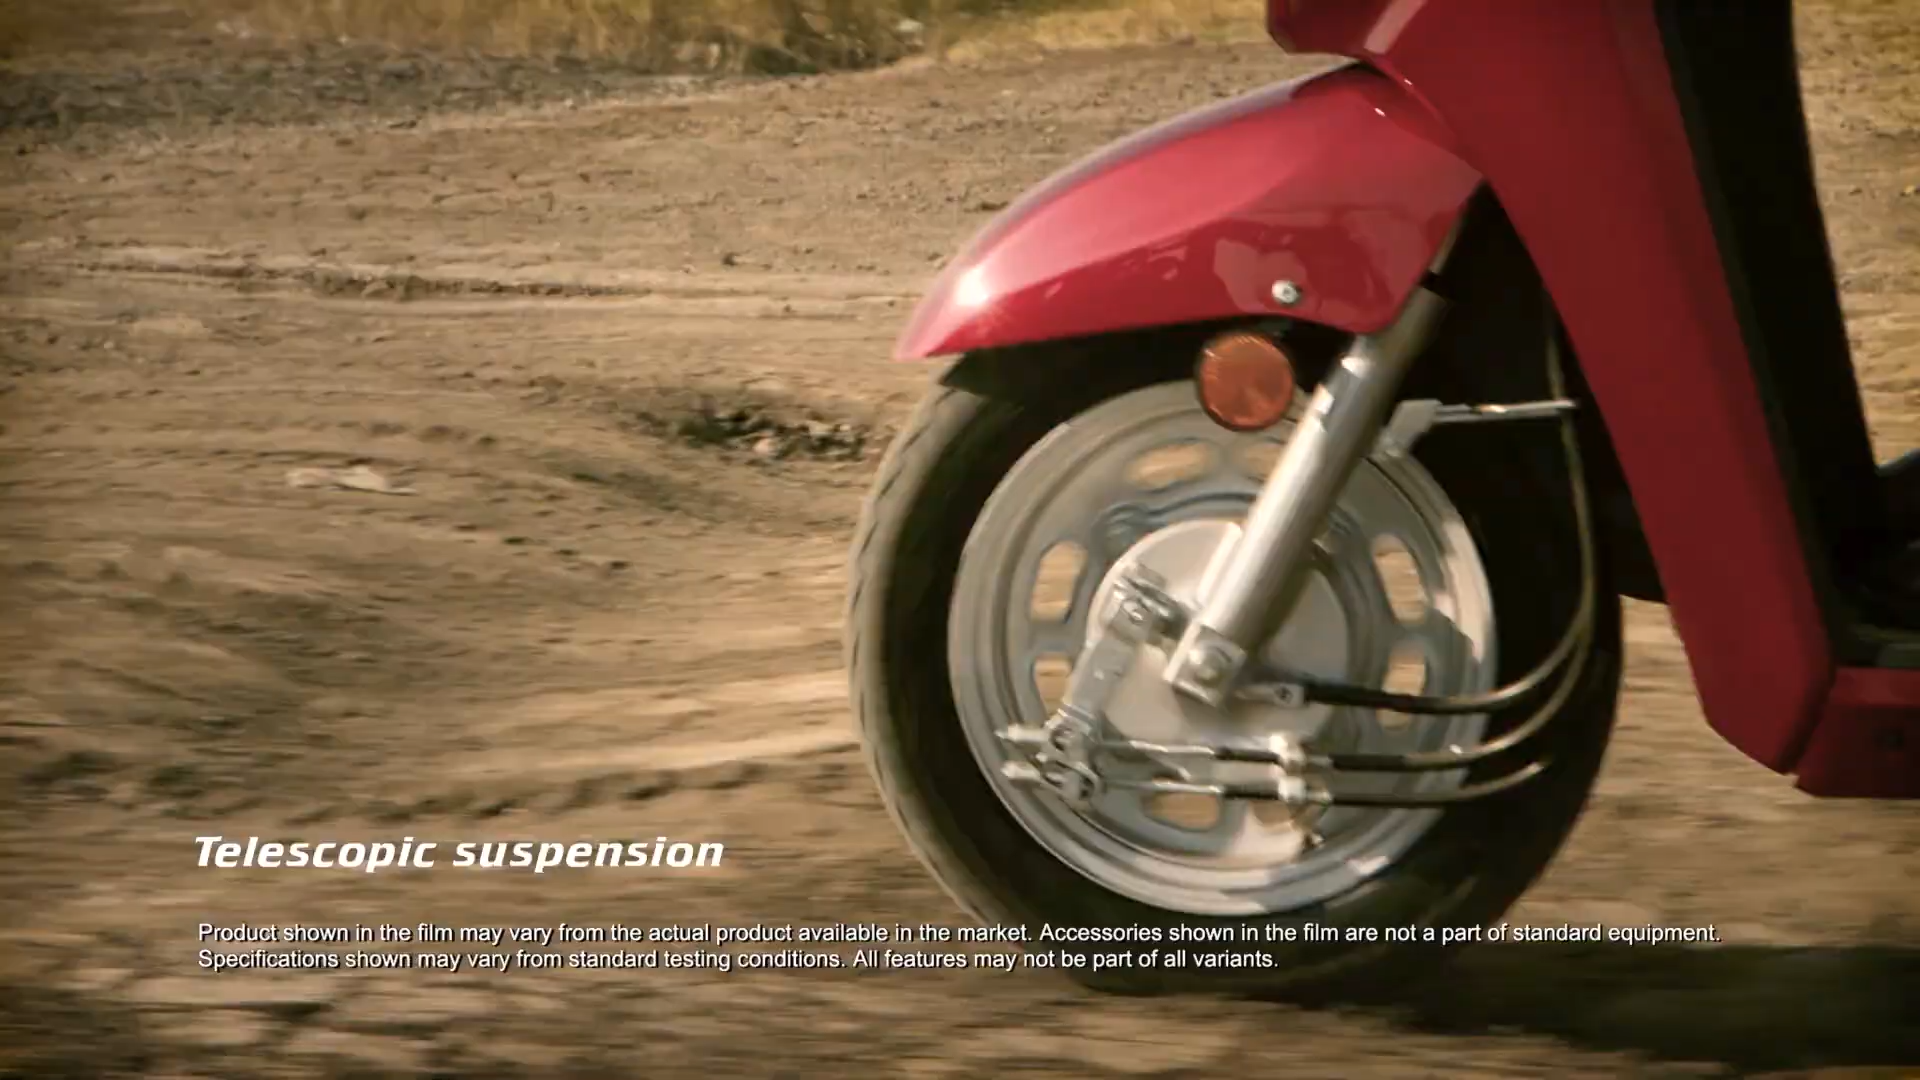 Telescopic suspension
Product shown in the film may vary from the actual product available in the market. Accessories shown in the film are not a part of standard equipment.
Specifications shown may vary from standard testing conditions. All features may not be part of all variants.